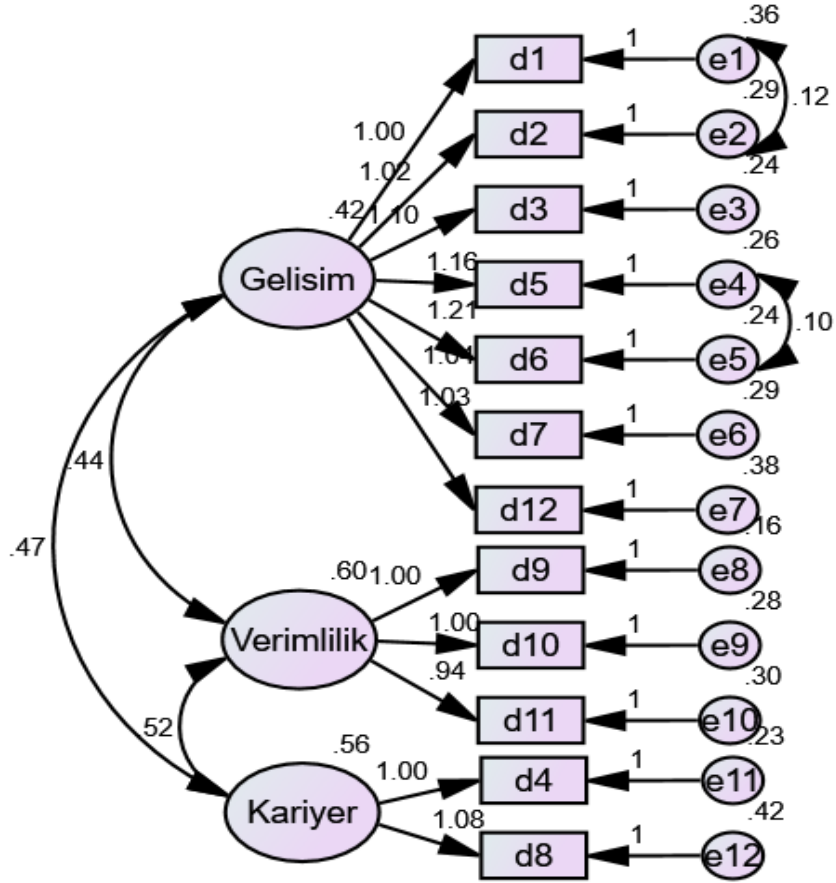 .36
d1
1
e1
.29
.12
1.00
d2
1
e2
1.02
.24
.42
1.10
d3
1
e3
.26
Gelisim
1.16
d5
1
e4
.24
.10
1.21
d6
1
e5
1.04
.29
1.03
d7
1
e6
.38
.44
d12
1
e7
.16
.47
.60
1.00
d9
1
e8
.28
Verimlilik
1.00
d10
1
e9
.30
.94
d11
1
e10
.23
52
.56
1.00
d4
1
e11
.42
Kariyer
1.08
d8
1
e12